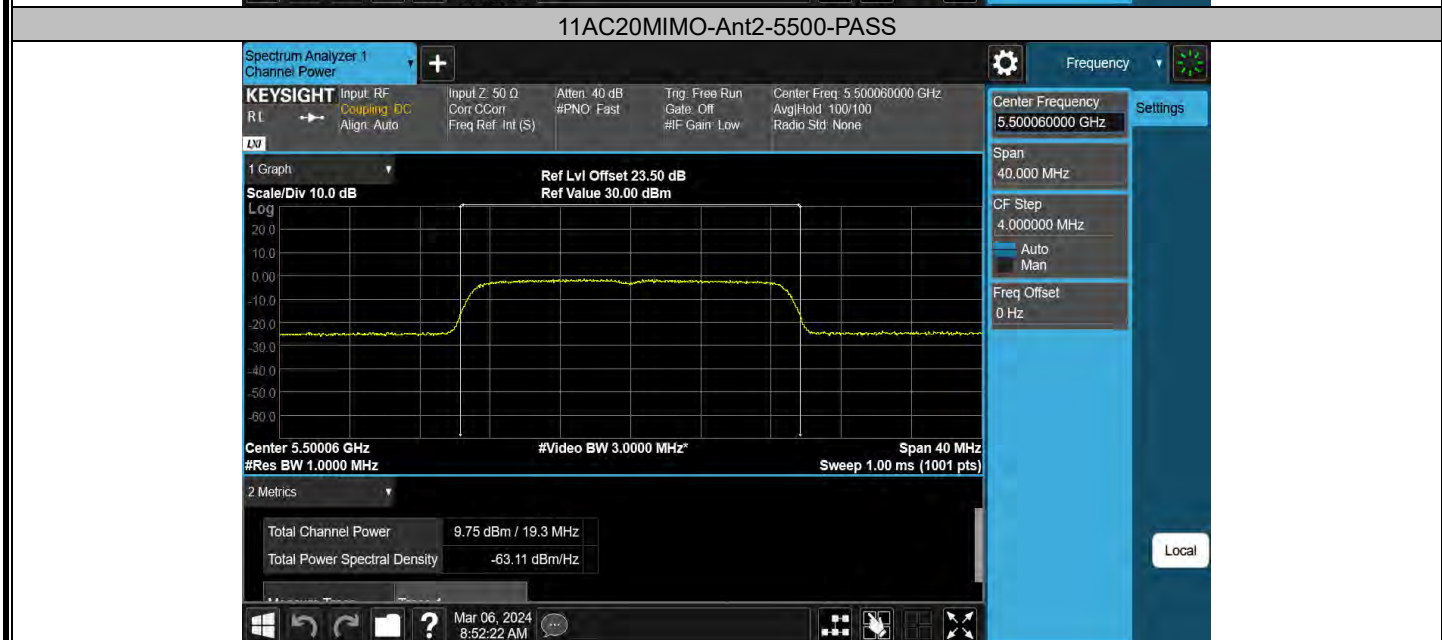 11AC20MIMO-Ant2-5500-PASS
Spectrum Analyzer 1
Channel Power
Frequency
KEYSIGHT
RL
LXI
Input: RF
Coupling: DC
Align: Auto
Input Z: 50 Ω
Corr CCorr
Freq Ref: Int (S)
Atten: 40 dB
#PNO: Fast
Trig: Free Run
Gate: Off
#IF Gain: Low
Center Freq: 5.500060000 GHz
Avg|Hold: 100/100
Radio Std: None
Center Frequency
5.500060000 GHz
Settings
Span
40.000 MHz
CF Step
4.000000 MHz
Auto
Man
Freq Offset
0 Hz
1 Graph
Ref Lvl Offset 23.50 dB
Scale/Div 10.0 dB
Ref Value 30.00 dBm
Log
20.0
10.0
0.00
-10.0
-20.0
-30.0
-40.0
-50.0
-60.0
Center 5.50006 GHz
#Video BW 3.0000 MHz*
Span 40 MHz
#Res BW 1.0000 MHz
Sweep 1.00 ms (1001 pts)
2 Metrics
Total Channel Power
9.75 dBm / 19.3 MHz
Total Power Spectral Density
-63.11 dBm/Hz
Local
?
Mar 06, 2024
8:52:22 AM